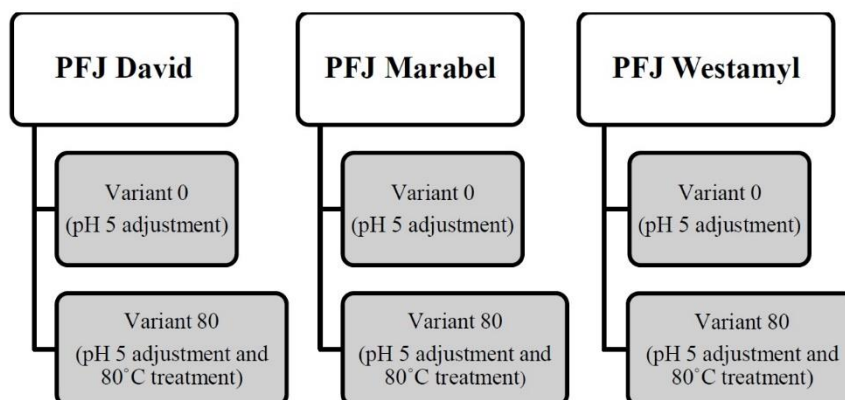 PFJ David
Variant 0
(pH 5 adjustment)
Variant 80
(pH 5 adjustment and
80˚C treatment)
PFJ Marabel
Variant 0
(pH 5 adjustment)
Variant 80
(pH 5 adjustment and
80˚C treatment)
PFJ Westamyl
Variant 0
(pH 5 adjustment)
Variant 80
(pH 5 adjustment and
80˚C treatment)